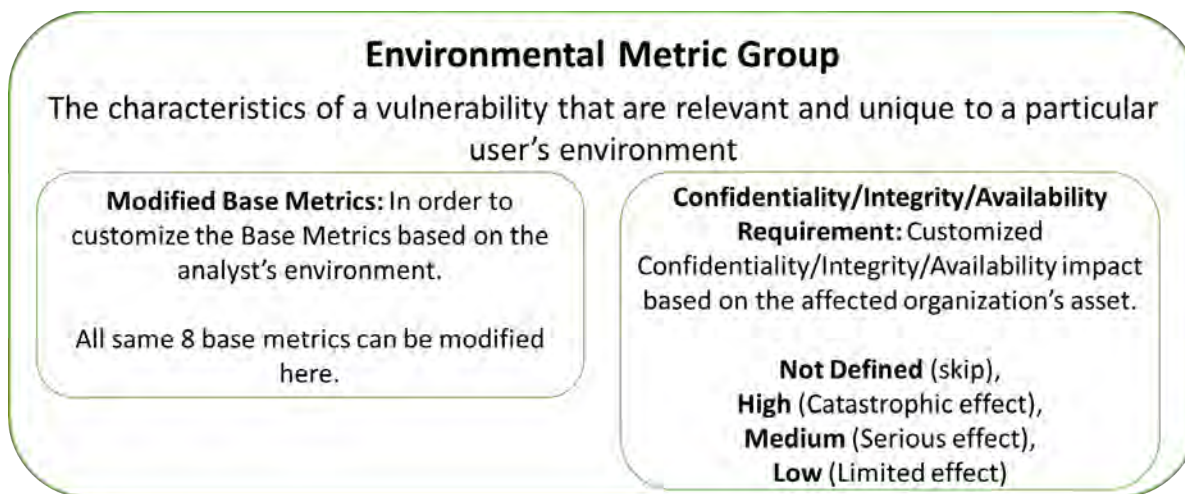 Environmental Metric Group
The characteristics of a vulnerability that are relevant and unique to a particular
user's environment
Modified Base Metrics: In order to
customize the Base Metrics based on the
analyst's environment.
All same 8 base metrics can be modified
here.
Confidentiality/Integrity/Availability
Requirement: Customized
Confidentiality/Integrity/Availability impact
based on the affected organization's asset.
Not Defined (skip),
High (Catastrophic effect),
Medium (Serious effect),
Low (Limited effect)